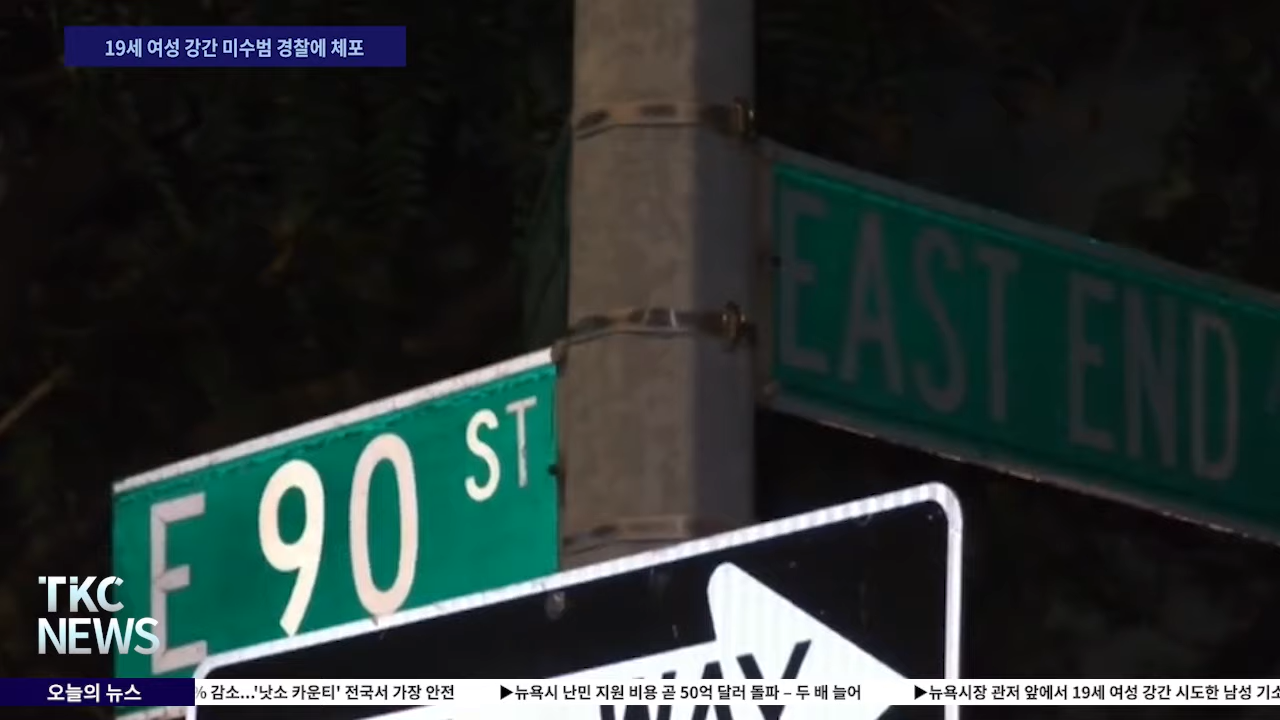 19세 여성 강간 미수범 경찰에 체포
EAST END
E 90 ST
WAY
TKC
NEWS
오늘의 뉴스
% 감소...'낫소 카운티' 전국서 가장 안전 ▶뉴욕시 난민 지원 비용 곧 50억 달러 돌파 – 두 배 늘어 ▶뉴욕시장 관저 앞에서 19세 여성 강간 시도한 남성 기소